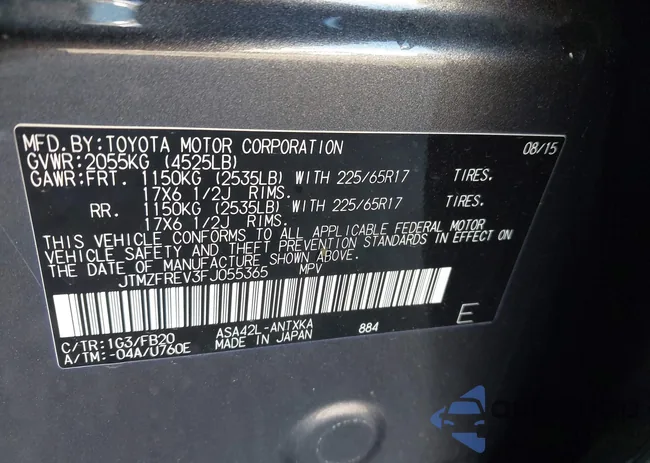 MFD.BY:TOYOTA MOTOR CORPORATION 08/15
GVWR:2055KG (4525LB)
GAWR:FRT. 1150KG (2535LB) WITH 225/65R17 TIRES.
17X6 1/2J RIMS.
RR. 1150KG (2535LB) WITH 225/65R17 TIRES.
17X6 1/2J RIMS.
THIS VEHICLE CONFORMS TO ALL APPLICABLE FEDERAL MOTOR
VEHICLE SAFETY AND THEFT PREVENTION STANDARDS IN EFFECT ON
THE DATE OF MANUFACTURE SHOWN ABOVE.
JTMZFREV3FJ055365 MPV
C/TR:1G3/FB20 ASA42L-ANTXKA 884 E
A/TM:-04A/U760E MADE IN JAPAN